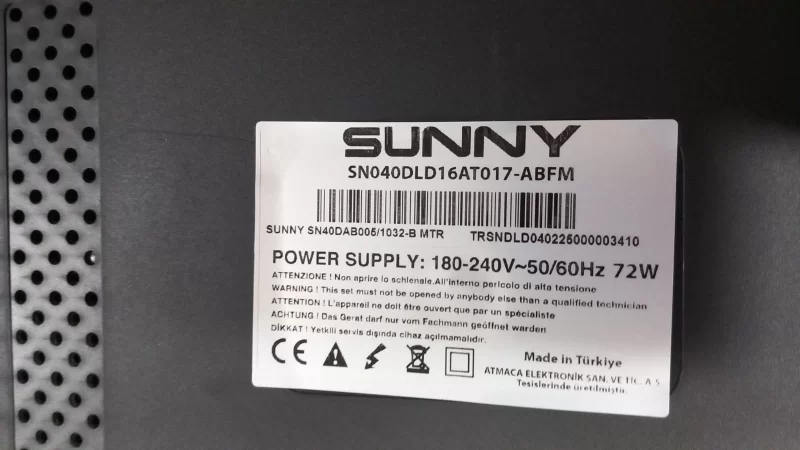 SUNNY
SN040DLD16AT017-ABFM
SUNNY SN40DAB005/1032-B MTR TRSNDLD040225000003410
POWER SUPPLY: 180-240V~50/60Hz 72W
ATTENZIONE ! Non aprire lo schienale.All'interno pericolo di alta tensione
WARNING ! This set must not be opened by anybody else than a qualified technician
ATTENTION ! L'appareil ne doit être ouvert que par un spécialiste
ACHTUNG ! Das Gerät darf nur vom Fachmann geöffnet warden
DİKKAT! Yetkili servis dışında cihaz açılmamalıdır.
CE
Made in Türkiye
ATMACA ELEKTRONİK SAN. VE TİC. A.Ş
Tesislerinde üretilmiştir.